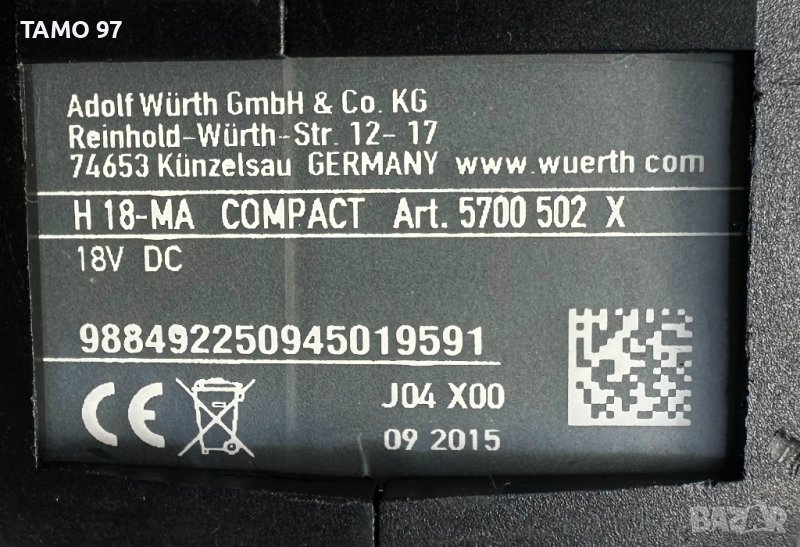 TAMO 97
Adolf Würth GmbH & Co. KG
Reinhold-Würth-Str. 12- 17
74653 Künzelsau GERMANY www.wuerth.com
H 18-MA COMPACT Art. 5700 502 X
18V DC
988492250945019591
CE
J04 X00
09 2015
BAZAR